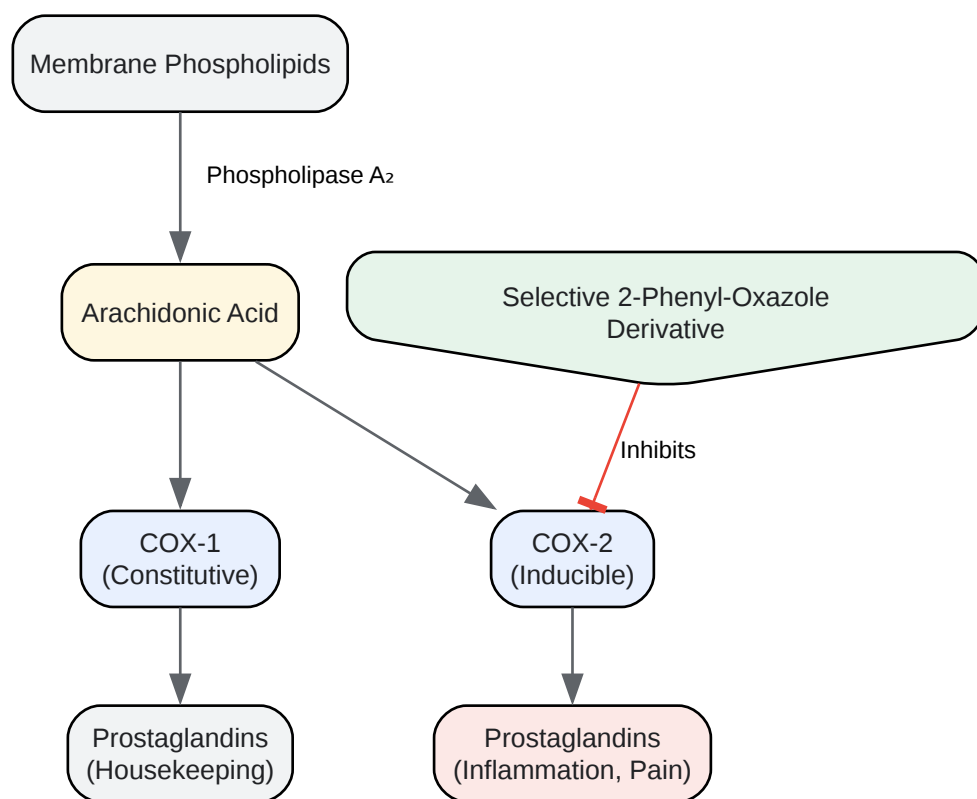 Membrane Phospholipids
Phospholipase A₂
Arachidonic Acid
Selective 2-Phenyl-Oxazole
Derivative
Inhibits
COX-1
(Constitutive)
COX-2
(Inducible)
Prostaglandins
(Housekeeping)
Prostaglandins
(Inflammation, Pain)